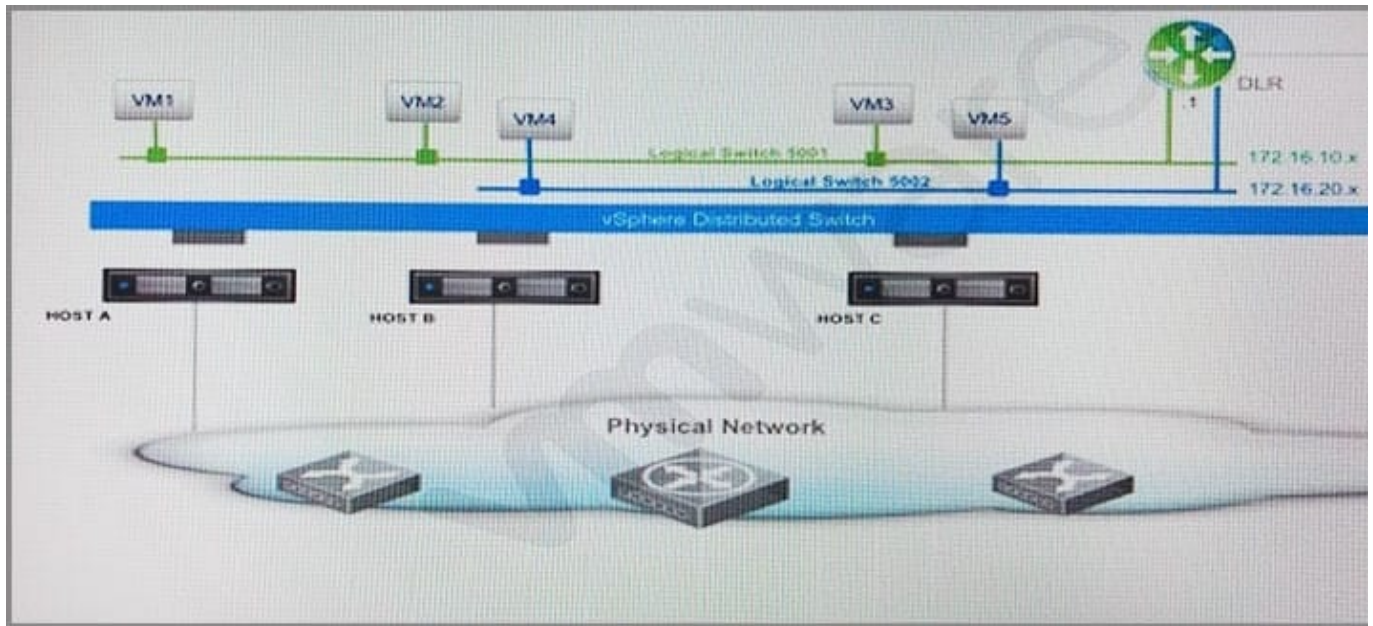 VM1
VM2
VM4
VM3
VM5
DLR
.1
Logical Switch 5001
172.16.10.x
Logical Switch 5002
172.16.20.x
vSphere Distributed Switch
HOST A
HOST B
HOST C
Physical Network
vmware